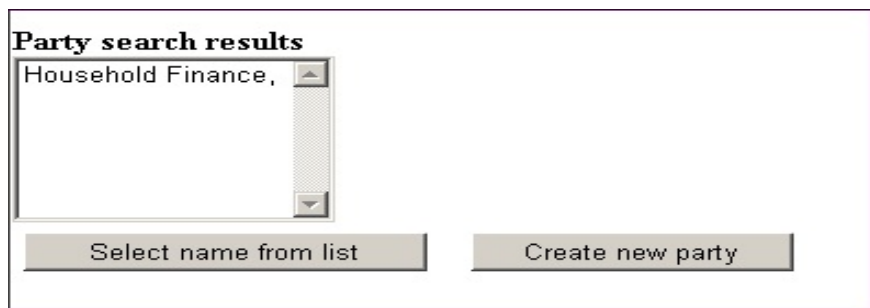 Party search results
Household Finance,
Select name from list
Create new party